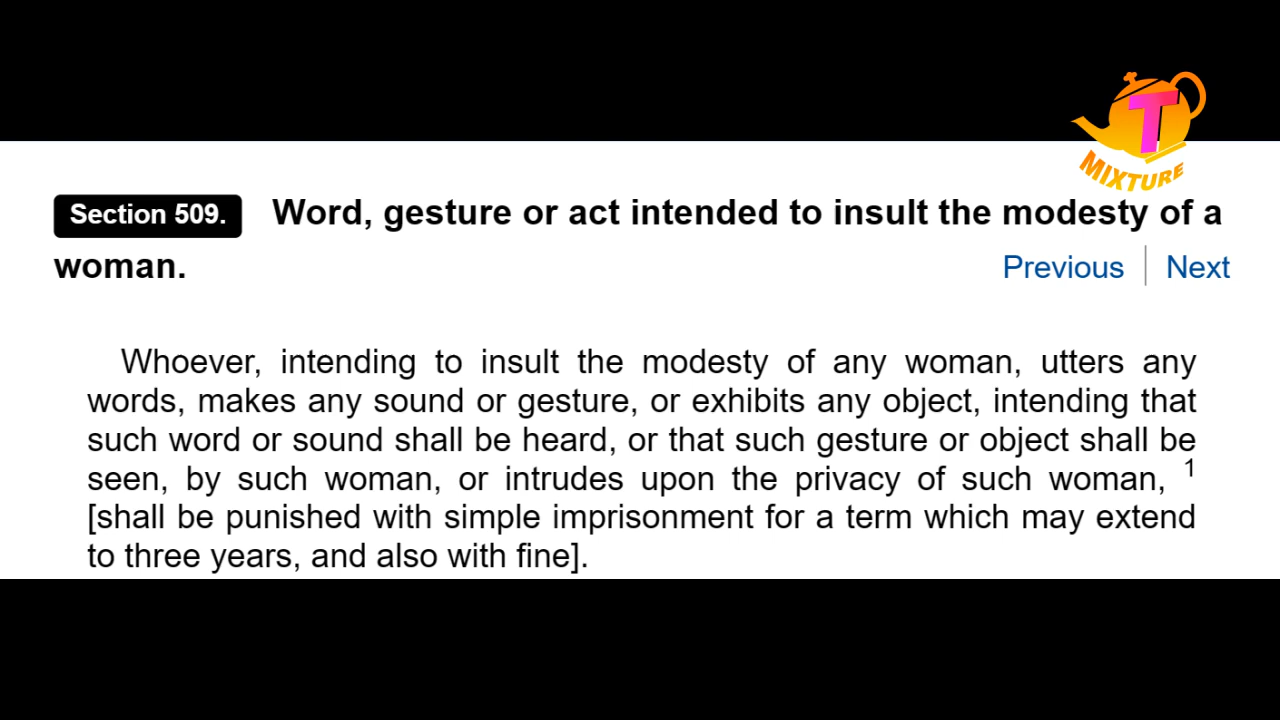 T
MIXTURE
Section 509. Word, gesture or act intended to insult the modesty of a
woman.
Previous | Next
Whoever, intending to insult the modesty of any woman, utters any
words, makes any sound or gesture, or exhibits any object, intending that
such word or sound shall be heard, or that such gesture or object shall be
seen, by such woman, or intrudes upon the privacy of such woman, 1
[shall be punished with simple imprisonment for a term which may extend
to three years, and also with fine].